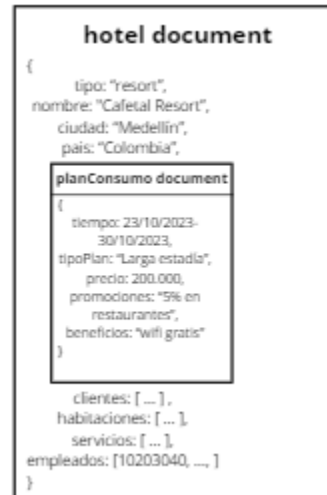 hotel document
{
tipo: "resort",
nombre: "Cafetal Resort",
ciudad: "Medellín",
pais: "Colombia",
planConsumo document
{
tiempo: 23/10/2023-
30/10/2023,
tipoPlan: "Larga estadía",
precio: 200.000,
promociones: "5% en
restaurantes",
beneficios: "wifi gratis"
}
clientes: [ ... ] ,
habitaciones: [ ... ],
servicios: [ ... ],
empleados: [10203040, ..., ]
}